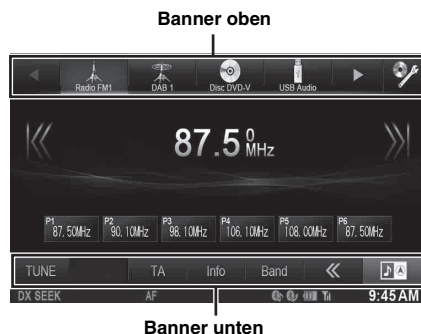 Banner oben
Radio FM1 DAB 1 Disc DVD-V USB Audio
87.5 0 MHz
P1 P2 P3 P4 P5 P6
87.50MHz 90.10MHz 98.10MHz 106.10MHz 108.00MHz 87.50MHz
TUNE TA Info Band
DX SEEK AF 9:45 AM
Banner unten